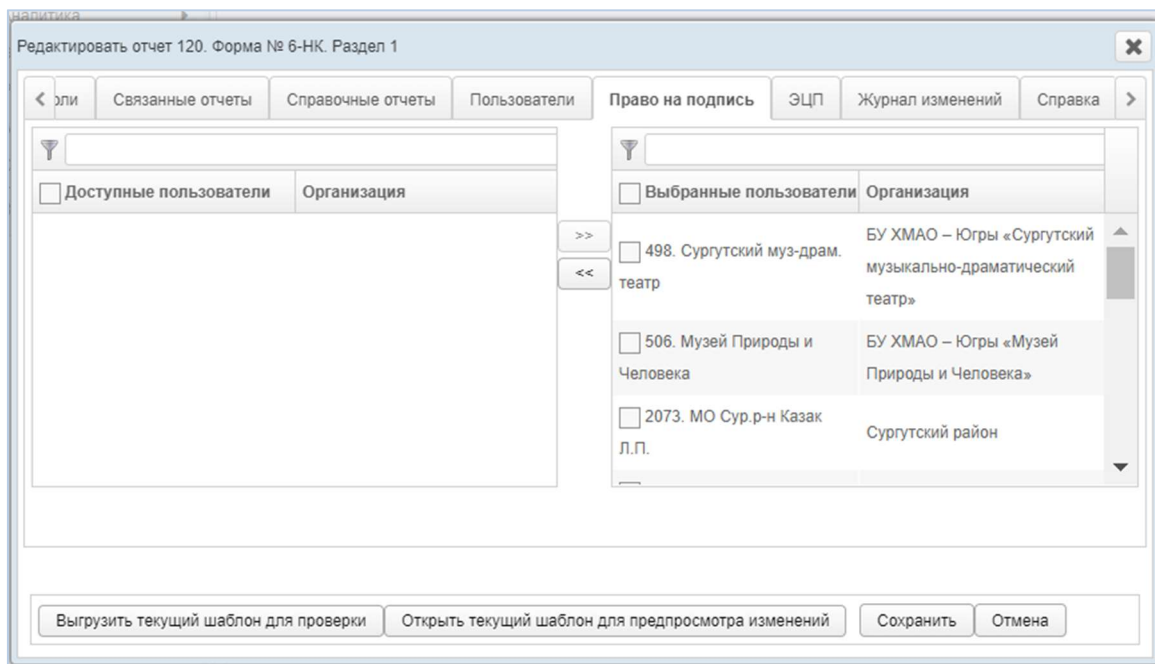 Редактировать отчет 120. Форма № 6-НК. Раздел 1
Связанные отчеты Справочные отчеты Пользователи Право на подпись ЭЦП Журнал изменений Справка
Доступные пользователи Организация
Выбранные пользователи Организация
>>
<<
498. Сургутский муз-драм.
театр
БУ ХМАО – Югры «Сургутский
музыкально-драматический
театр»
506. Музей Природы и
Человека
БУ ХМАО – Югры «Музей
Природы и Человека»
2073. МО Сур.р-н Казак
Л.П.
Сургутский район
Выгрузить текущий шаблон для проверки Открыть текущий шаблон для предпросмотра изменений Сохранить Отмена